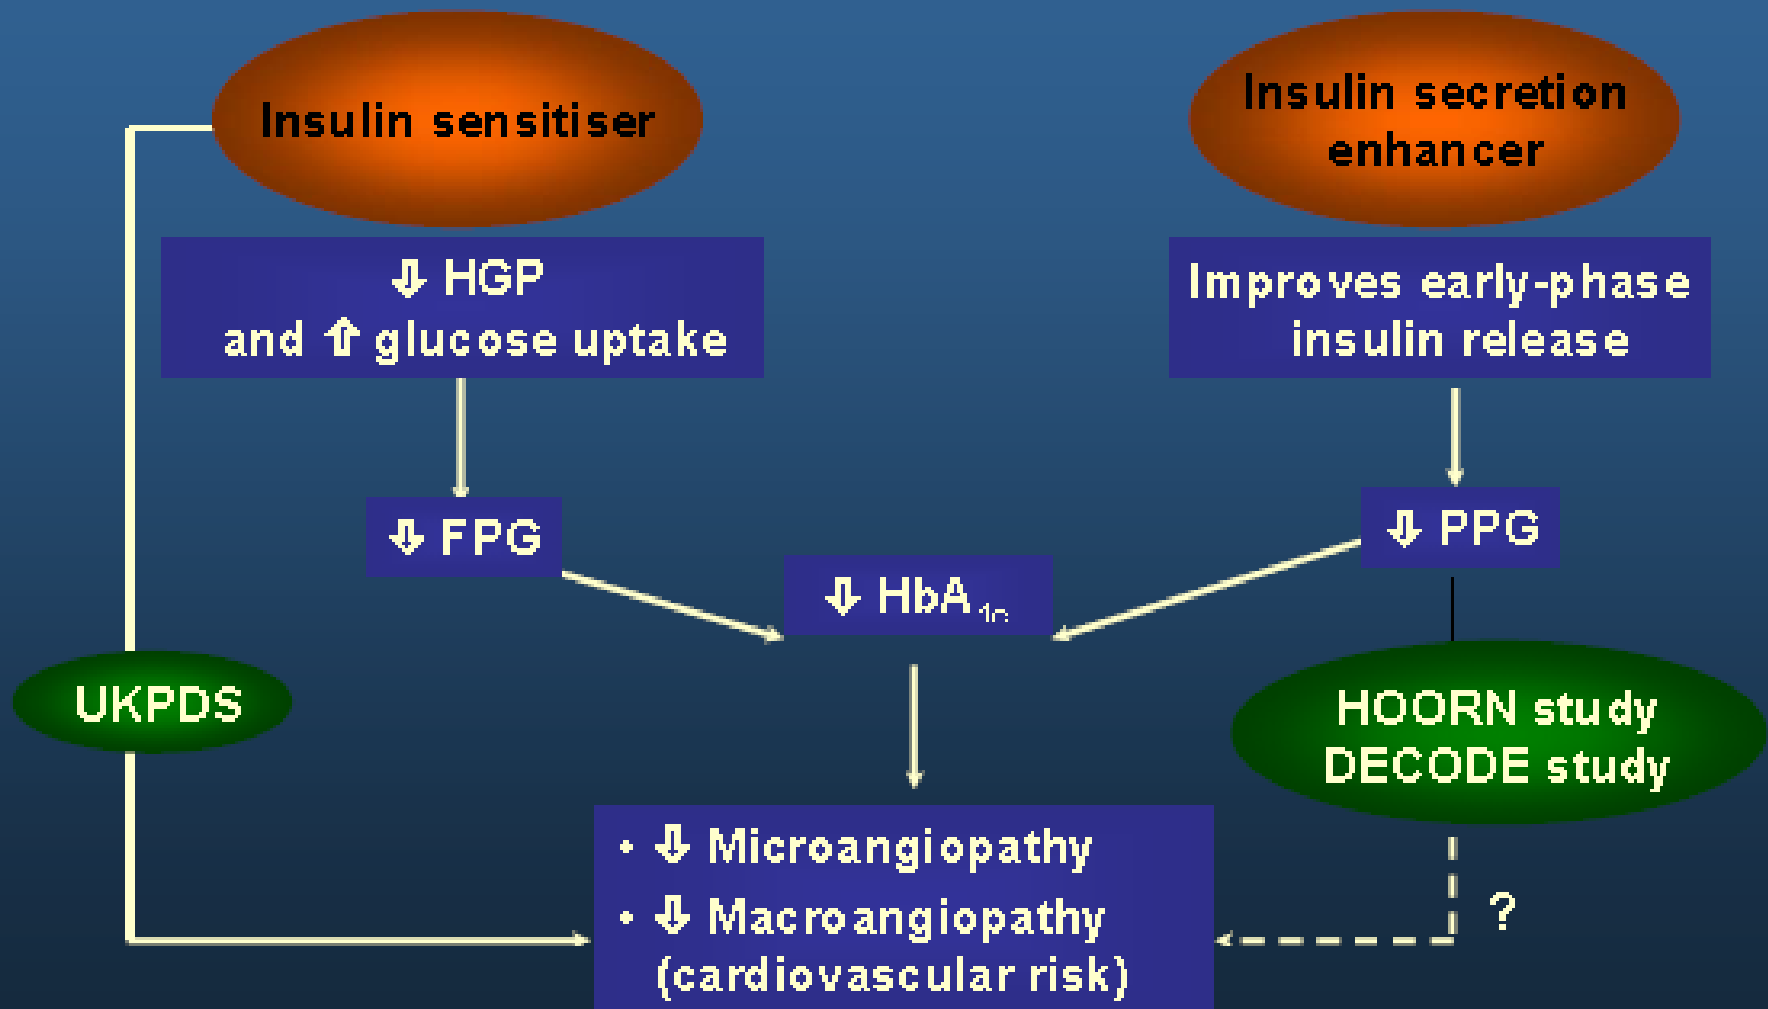 Insulin sensitiser
Insulin secretion
enhancer
⇩ HGP
and ⇧ glucose uptake
Improves early-phase
insulin release
⇩ FPG
⇩ PPG
⇩ HbA1c
UKPDS
HOORN study
DECODE study
• ⇩ Microangiopathy
• ⇩ Macroangiopathy
(cardiovascular risk)
?